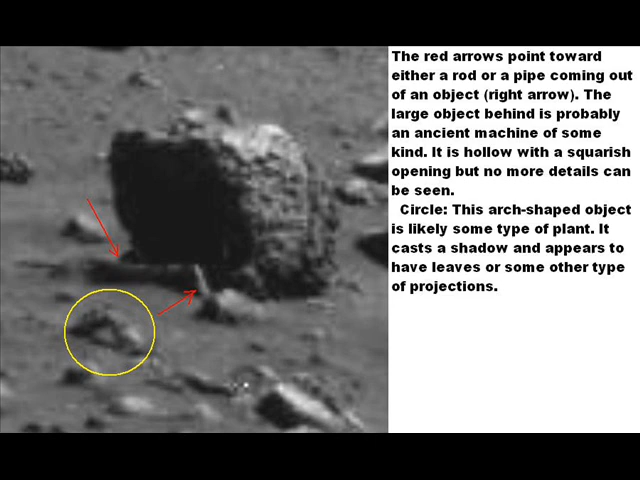 The red arrows point toward
either a rod or a pipe coming out
of an object (right arrow). The
large object behind is probably
an ancient machine of some
kind. It is hollow with a squarish
opening but no more details can
be seen.
Circle: This arch-shaped object
is likely some type of plant. It
casts a shadow and appears to
have leaves or some other type
of projections.